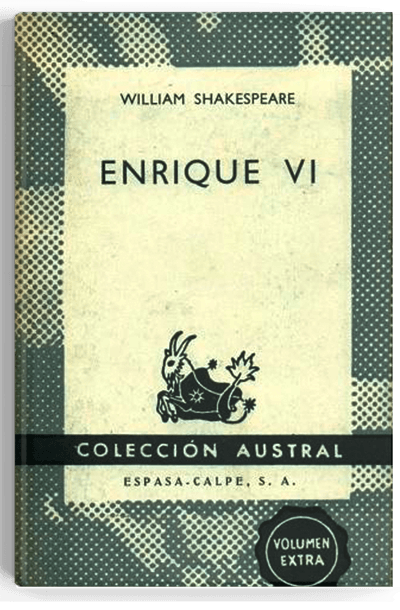 WILLIAM SHAKESPEARE
ENRIQUE VI
COLECCIÓN AUSTRAL
ESPASA-CALPE, S. A.
VOLUMEN
EXTRA